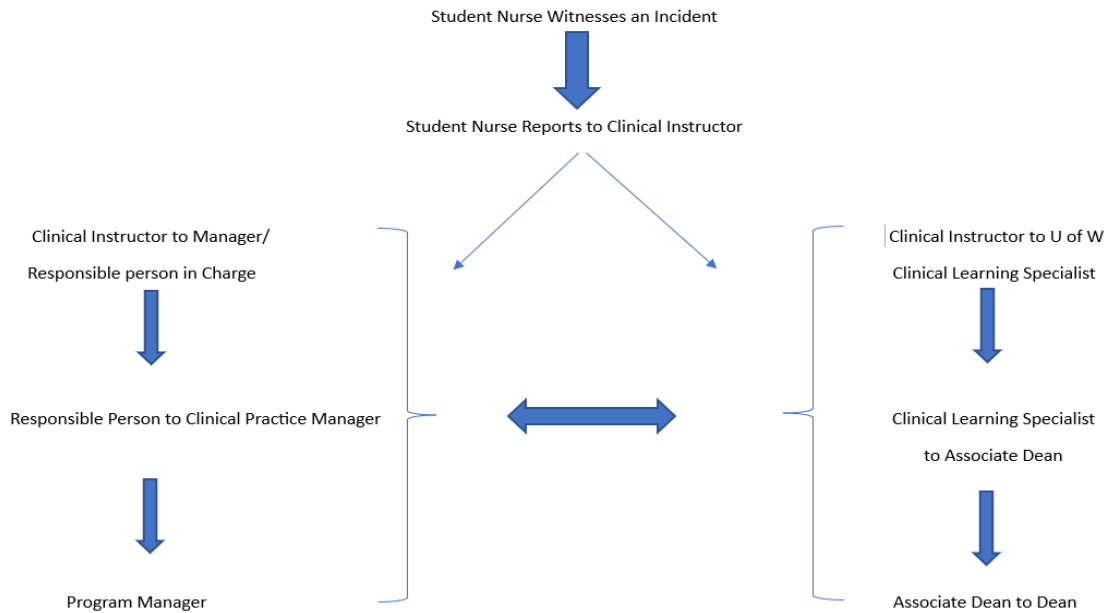 Student Nurse Witnesses an Incident
Student Nurse Reports to Clinical Instructor
Clinical Instructor to Manager/
Responsible person in Charge
Responsible Person to Clinical Practice Manager
Program Manager
Clinical Instructor to U of W
Clinical Learning Specialist
Clinical Learning Specialist
to Associate Dean
Associate Dean to Dean